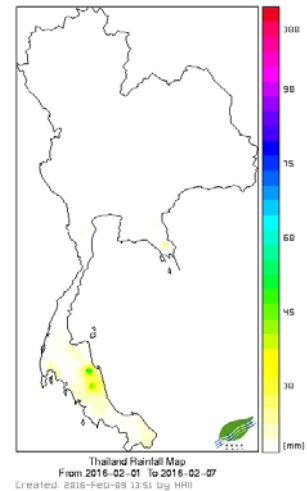 300
90
75
60
45
30
(mm)
Thailand Rainfall Map
From 2016-02-01 To 2016-02-07
Created: 2016-Feb-09 13:51 by HAII